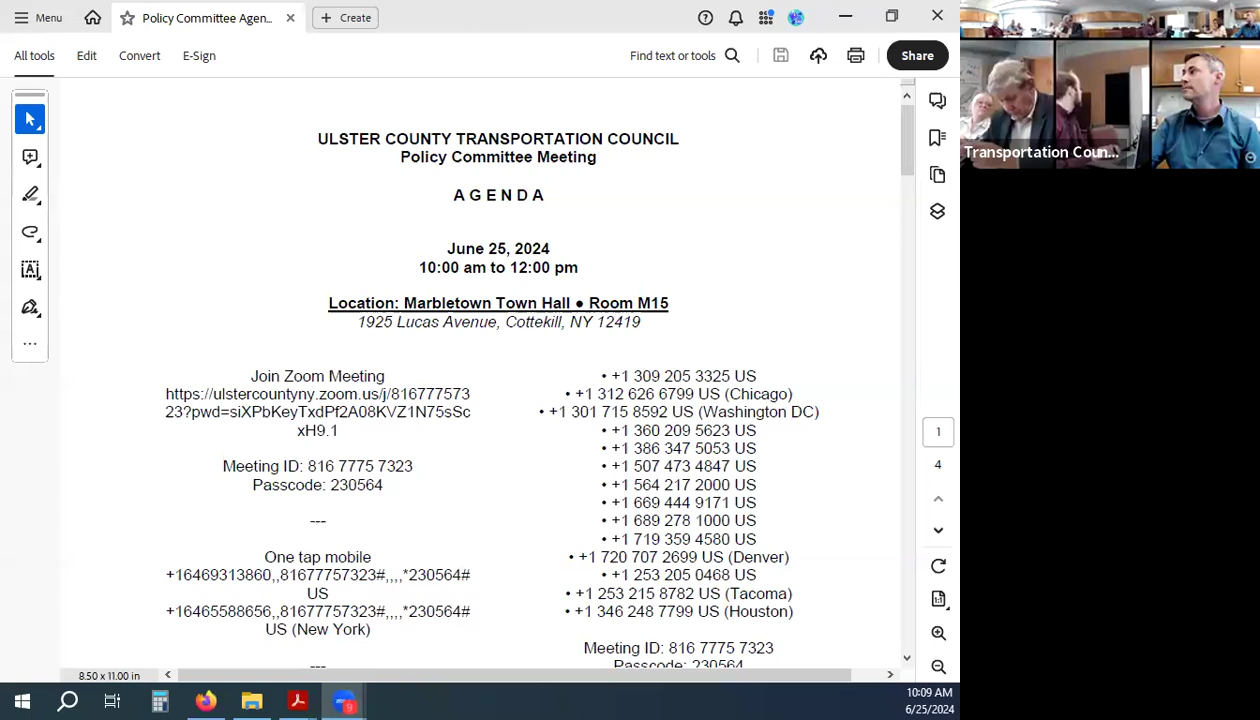 Menu
Policy Committee Agen...
Create
All tools
Edit
Convert
E-Sign
Find text or tools
Share
ULSTER COUNTY TRANSPORTATION COUNCIL
Policy Committee Meeting
A G E N D A
June 25, 2024
10:00 am to 12:00 pm
Location: Marbletown Town Hall ● Room M15
1925 Lucas Avenue, Cottekill, NY 12419
Join Zoom Meeting
https://ulstercountyny.zoom.us/j/816777573
23?pwd=siXPbKeyTxdPf2A08KVZ1N75sSc
xH9.1
Meeting ID: 816 7775 7323
Passcode: 230564
---
One tap mobile
+16469313860,,81677757323#,,,,*230564#
US
+16465588656,,81677757323#,,,,*230564#
US (New York)
---
• +1 309 205 3325 US
• +1 312 626 6799 US (Chicago)
• +1 301 715 8592 US (Washington DC)
• +1 360 209 5623 US
• +1 386 347 5053 US
• +1 507 473 4847 US
• +1 564 217 2000 US
• +1 669 444 9171 US
• +1 689 278 1000 US
• +1 719 359 4580 US
• +1 720 707 2699 US (Denver)
• +1 253 205 0468 US
• +1 253 215 8782 US (Tacoma)
• +1 346 248 7799 US (Houston)
Meeting ID: 816 7775 7323
Passcode: 230564
1
4
8.50 x 11.00 in
Transportation Coun...
9
10:09 AM
6/25/2024